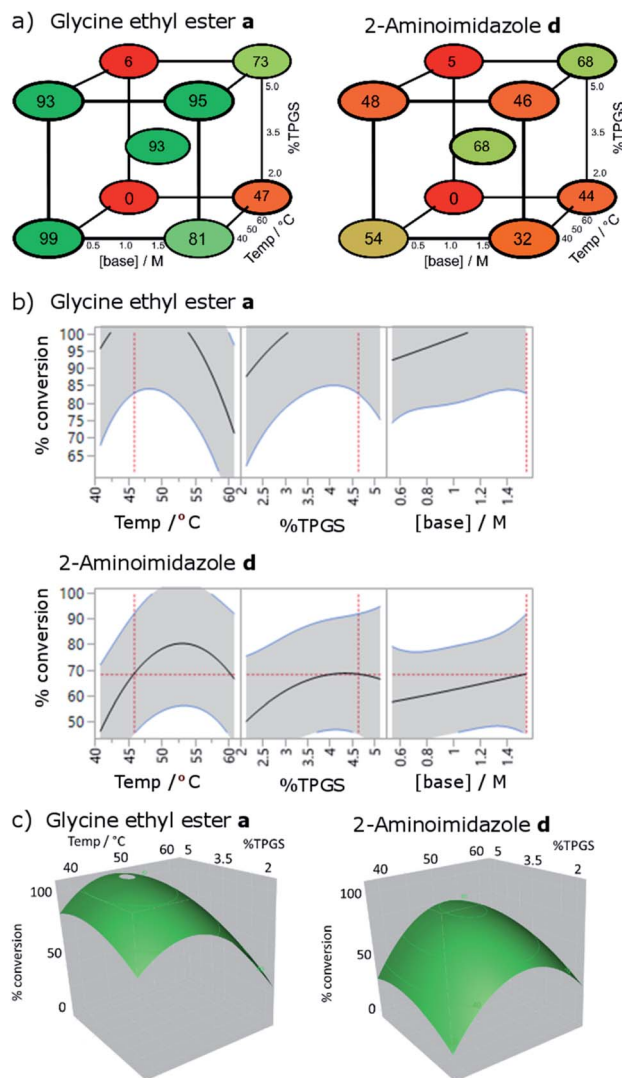 a) Glycine ethyl ester a
2-Aminoimidazole d
6
73
5
68
93
95
5.0
48
46
5.0
93
3.5
%TPGS
68
3.5
%TPGS
0
47
2.0
0
44
2.0
99
81
40 50 60
Temp / °C
54
32
40 50 60
Temp / °C
0.5 1.0 1.5
0.5 1.0 1.5
[base] / M
[base] / M
b) Glycine ethyl ester a
% conversion
100
95
90
85
80
75
70
65
40 45 50 55 60
2 2.5 3 3.5 4 4.5 5
0.6 0.8 1 1.2 1.4
Temp /°C
%TPGS
[base] / M
2-Aminoimidazole d
% conversion
100
90
80
70
60
50
40 45 50 55 60
2 2.5 3 3.5 4 4.5 5
0.6 0.8 1 1.2 1.4
Temp /°C
%TPGS
[base] / M
c) Glycine ethyl ester a
2-Aminoimidazole d
Temp / °C
%TPGS
40 50 60 5 3.5 2
100
50
0
% conversion
%TPGS
40 50 60 5 3.5 2
100
50
0
% conversion